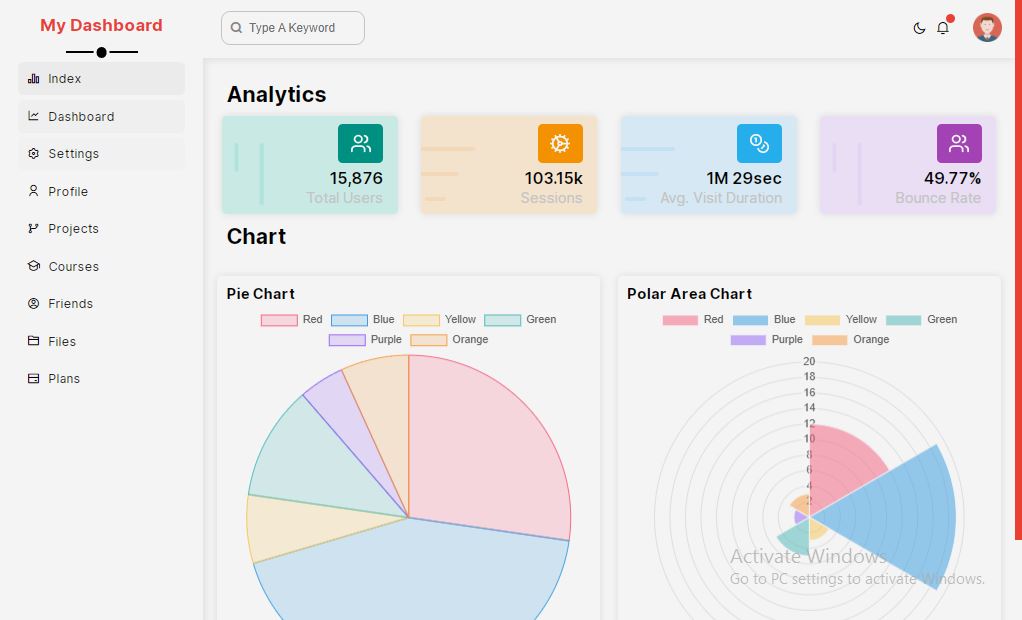 My Dashboard
Type A Keyword
Index
Dashboard
Settings
Profile
Projects
Courses
Friends
Files
Plans
Analytics
15,876
Total Users
103.15k
Sessions
1M 29sec
Avg. Visit Duration
49.77%
Bounce Rate
Chart
Pie Chart
Red Blue Yellow Green
Purple Orange
Polar Area Chart
Red Blue Yellow Green
Purple Orange
20
18
16
14
12
10
8
6
4
2
Activate Windows
Go to PC settings to activate Windows.